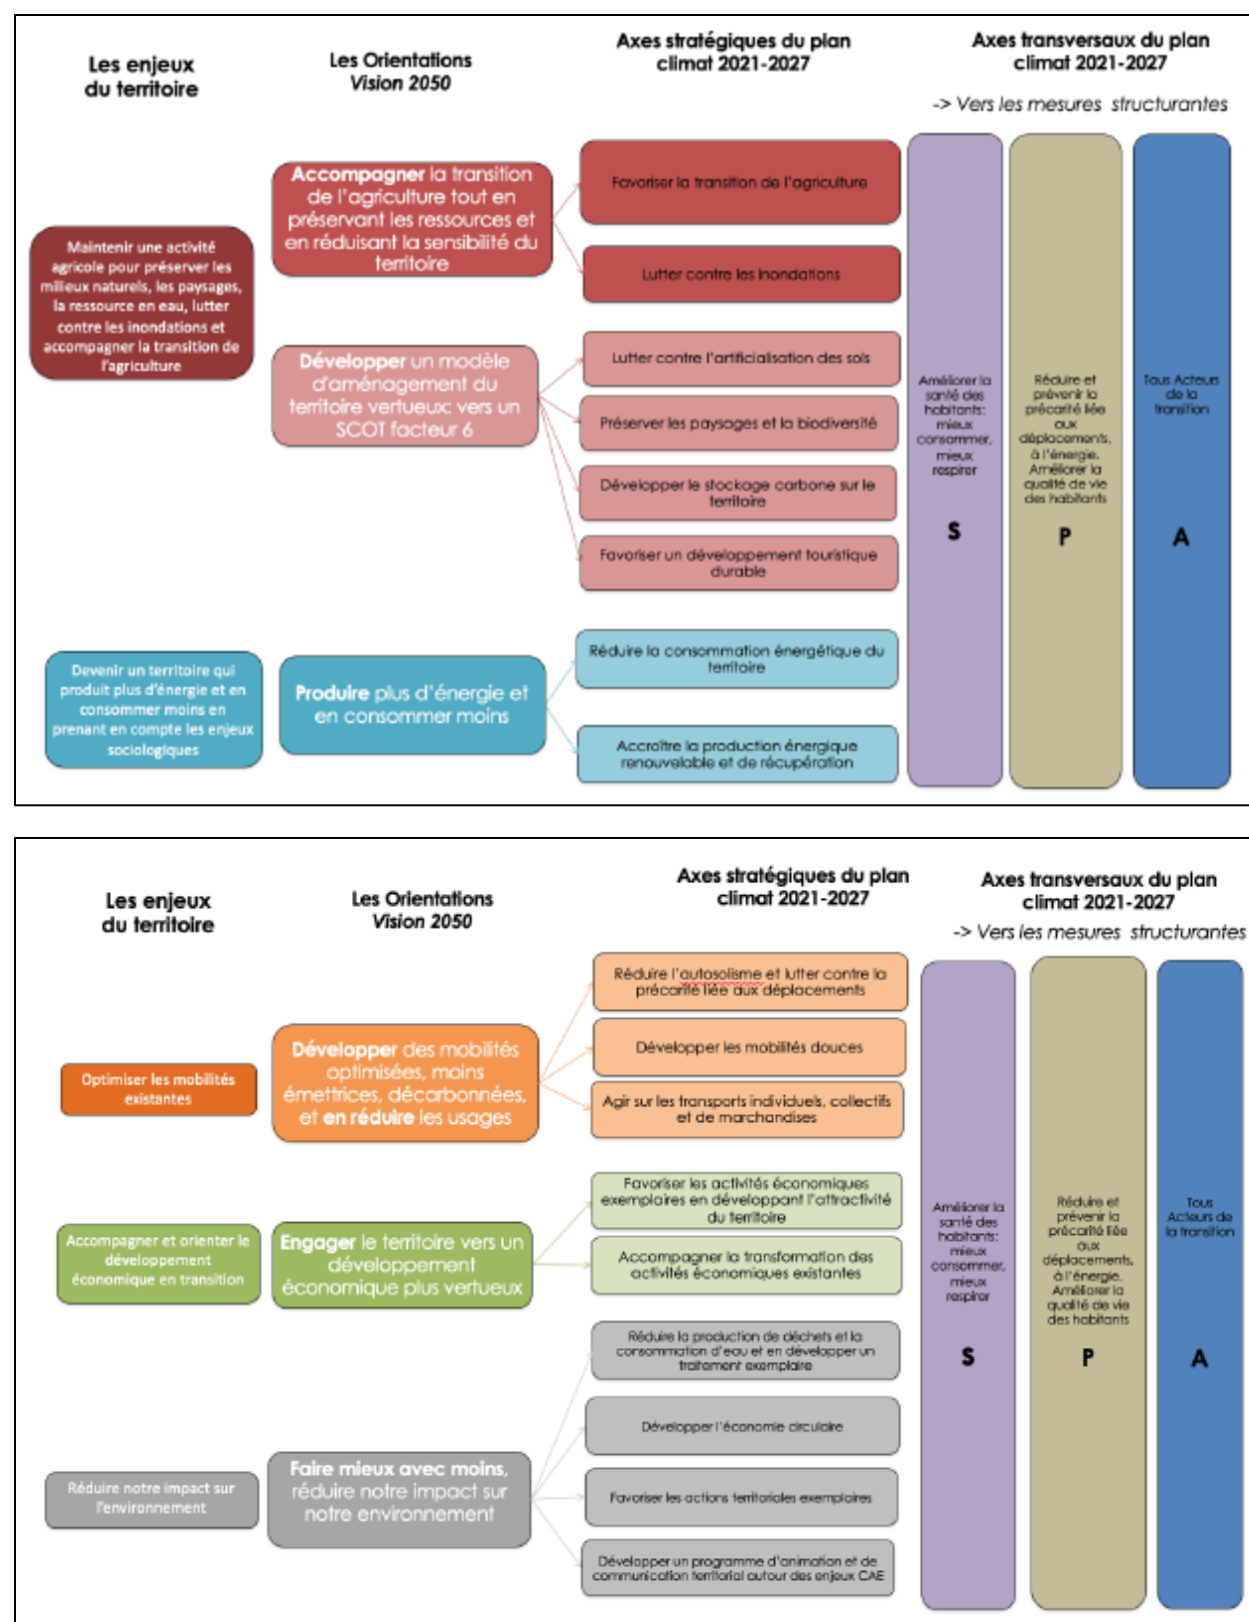 Les enjeux
du territoire
Les Orientations
Vision 2050
Axes stratégiques du plan
climat 2021-2027
Axes transversaux du plan
climat 2021-2027
-> Vers les mesures structurantes
Maintenir une activité
agricole pour préserver les
milieux naturels, les paysages,
la ressource en eau, lutter
contre les inondations et
accompagner la transition de
l'agriculture
Accompagner la transition
de l'agriculture tout en
préservant les ressources et
en réduisant la sensibilité du
territoire
Favoriser la transition de l'agriculture
Lutter contre les inondations
Développer un modèle
d'aménagement du
territoire vertueux: vers un
SCOT facteur 6
Lutter contre l'artificialisation des sols
Préserver les paysages et la biodiversité
Développer le stockage carbone sur le
territoire
Favoriser un développement touristique
durable
Devenir un territoire qui
produit plus d'énergie et en
consommer moins en
prenant en compte les enjeux
sociologiques
Produire plus d'énergie et
en consommer moins
Réduire la consommation énergétique du
territoire
Accroître la production énergique
renouvelable et de récupération
Améliorer la
santé des
habitants:
mieux
consommer,
mieux
respirer
S
Réduire et
prévenir la
précarité liée
aux
déplacements,
à l'énergie.
Améliorer la
qualité de vie
des habitants
P
Tous Acteurs
de la
transition
A
Les enjeux
du territoire
Les Orientations
Vision 2050
Axes stratégiques du plan
climat 2021-2027
Axes transversaux du plan
climat 2021-2027
-> Vers les mesures structurantes
Optimiser les mobilités
existantes
Développer des mobilités
optimisées, moins
émettrices, décarbonnées,
et en réduire les usages
Réduire l'autosolisme et lutter contre la
précarité liée aux déplacements
Développer les mobilités douces
Agir sur les transports individuels, collectifs
et de marchandises
Accompagner et orienter le
développement
économique en transition
Engager le territoire vers un
développement
économique plus vertueux
Favoriser les activités économiques
exemplaires en développant l'attractivité
du territoire
Accompagner la transformation des
activités économiques existantes
Réduire notre impact sur
l'environnement
Faire mieux avec moins,
réduire notre impact sur
notre environnement
Réduire la production de déchets et la
consommation d'eau et en développer un
traitement exemplaire
Développer l'économie circulaire
Favoriser les actions territoriales exemplaires
Développer un programme d'animation et de
communication territorial autour des enjeux CAE
Améliorer la
santé des
habitants:
mieux
consommer,
mieux
respirer
S
Réduire et
prévenir la
précarité liée
aux
déplacements,
à l'énergie.
Améliorer la
qualité de vie
des habitants
P
Tous
Acteurs de
la transition
A